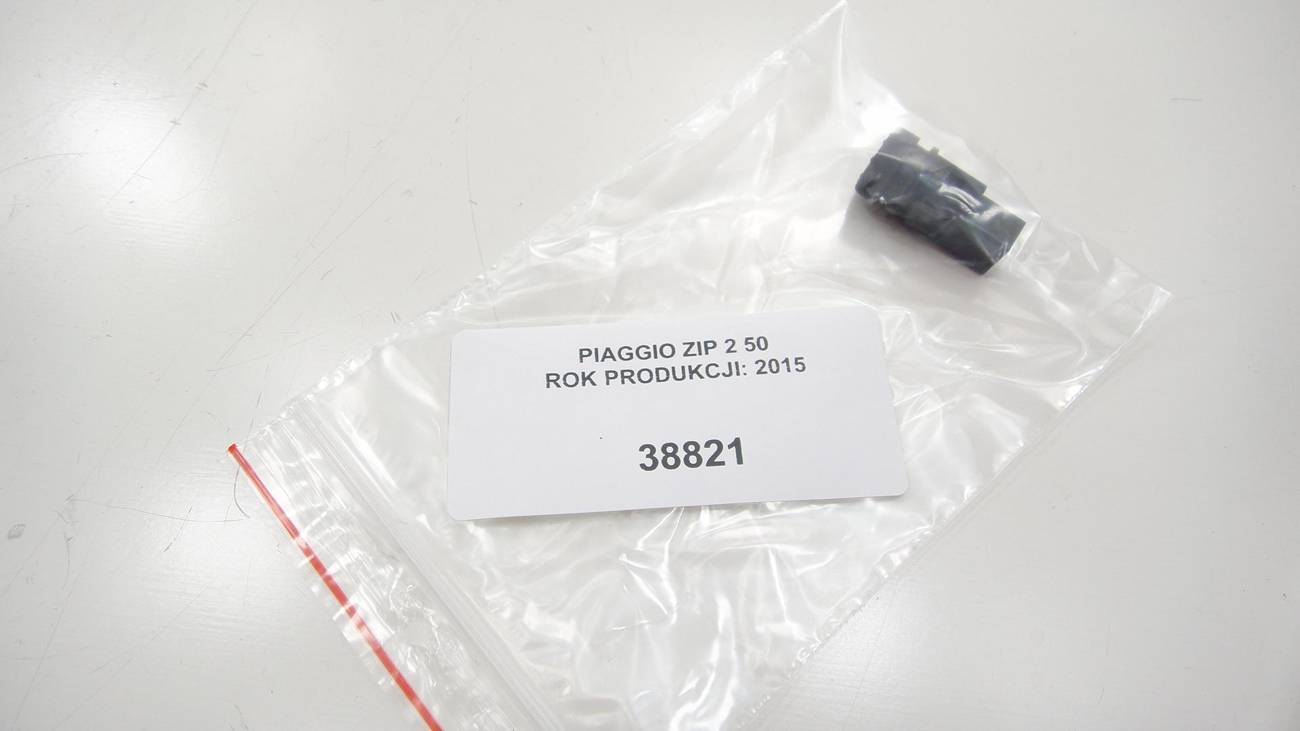 PIAGGIO ZIP 2 50
ROK PRODUKCJI: 2015
38821